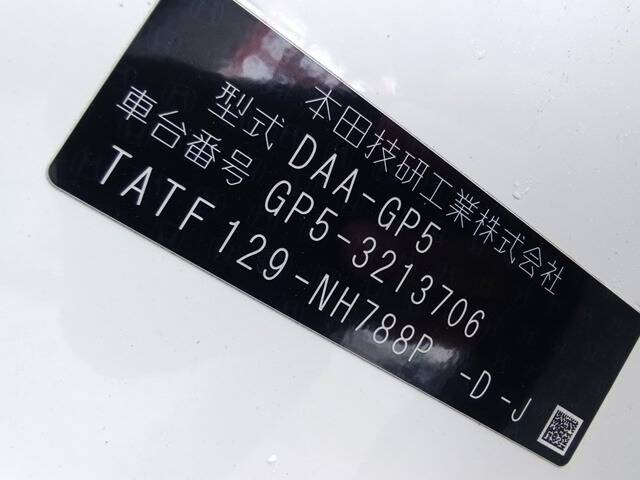 本田技研工業株式会社
型式 DAA-GP5
車台番号 GP5-3213706
TATF129-NH788P -D-J